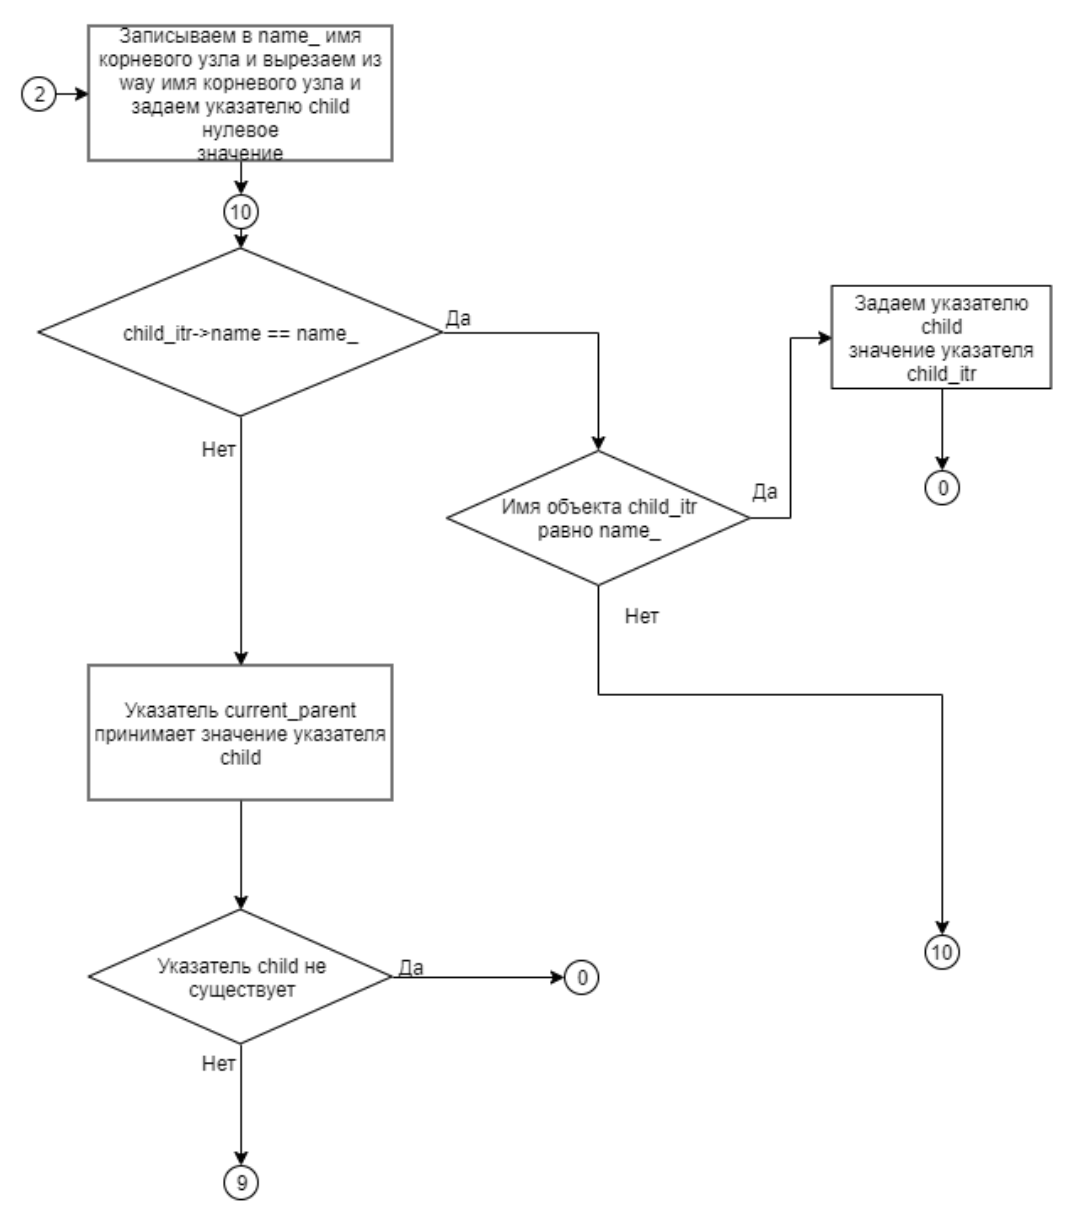 Записываем в name_ имя
корневого узла и вырезаем из
way имя корневого узла и
задаем указателю child
нулевое
значение
2
10
child_itr->name == name_
Да
Нет
Задаем указателю
child
значение указателя
child_itr
0
Имя объекта child_itr
равно name_
Да
Нет
10
Указатель current_parent
принимает значение указателя
child
Указатель child не
существует
Да
0
Нет
9